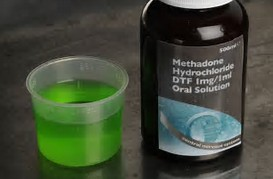 500ml
Methadone
Hydrochloride
DTF 1mg/1ml
Oral Solution